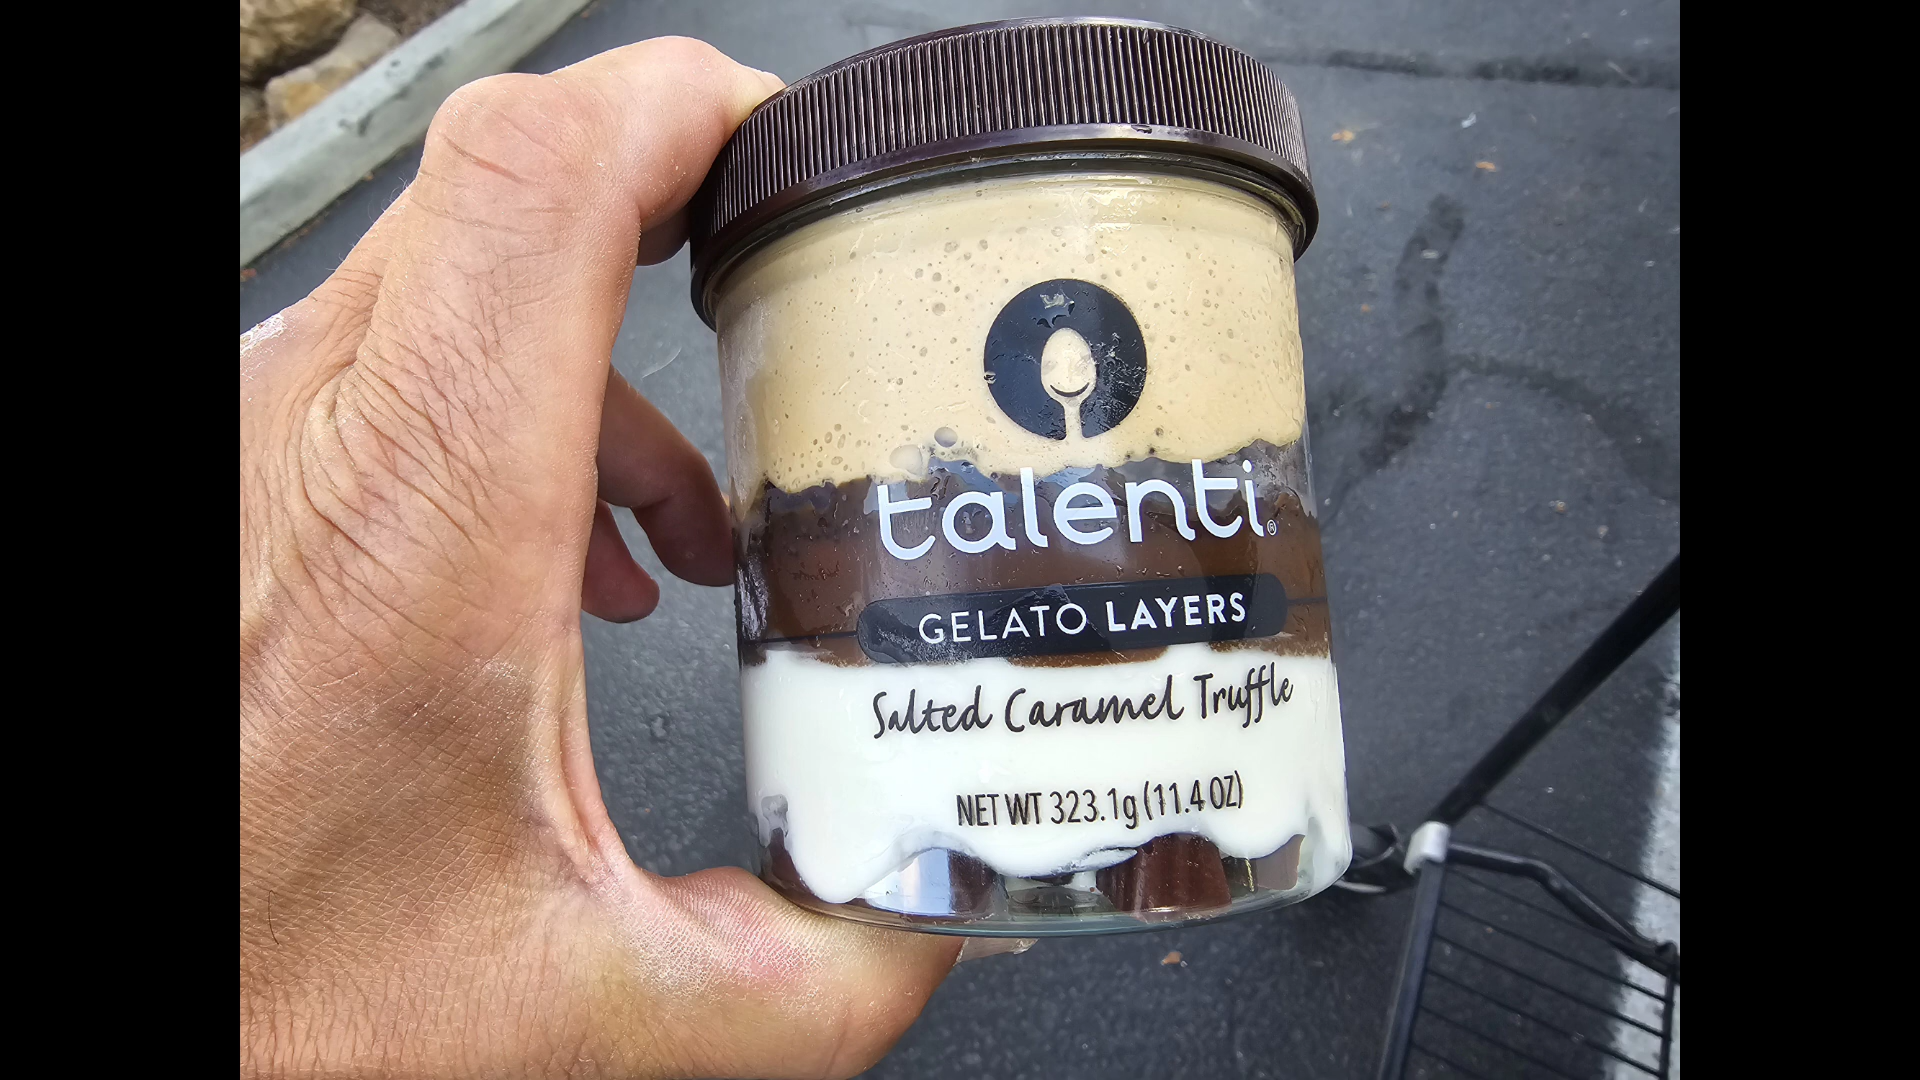 talenti®
GELATO LAYERS
Salted Caramel Truffle
NET WT 323.1g (11.4 OZ)